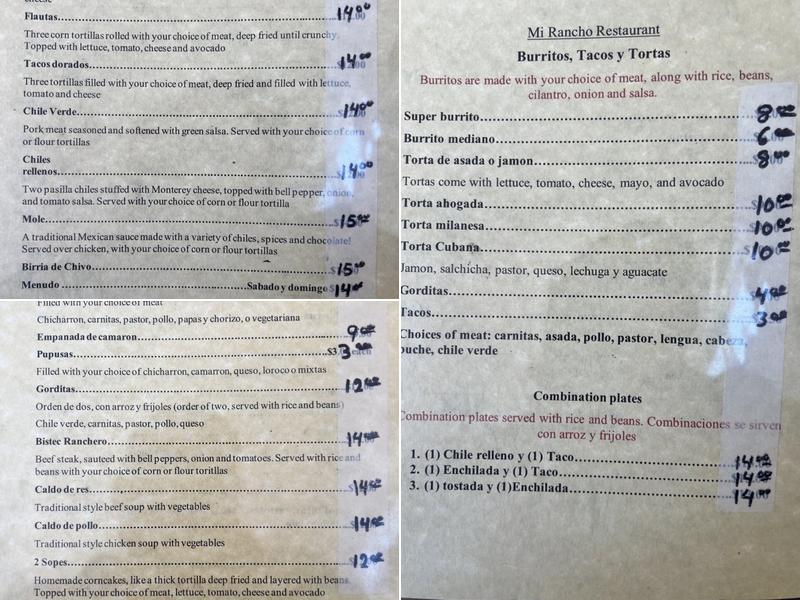 cheese
Flautas 14.00
Three corn tortillas rolled with your choice of meat, deep fried until crunchy.
Topped with lettuce, tomato, cheese and avocado
Tacos dorados 14.00
Three tortillas filled with your choice of meat, deep fried and filled with lettuce,
tomato and cheese
Chile Verde $14.00
Pork meat seasoned and softened with green salsa. Served with your choice of corn
or flour tortillas
Chiles
rellenos $14.00
Two pasilla chiles stuffed with Monterey cheese, topped with bell pepper, onion,
and tomato salsa. Served with your choice of corn or flour tortilla
Mole $15.00
A traditional Mexican sauce made with a variety of chiles, spices and chocolate!
Served over chicken, with your choice of corn or flour tortillas
Birria de Chivo $15.00
Menudo Sabado y domingo $14.00
Filled with your choice of meat
Chicharron, carnitas, pastor, pollo, papas y chorizo, o vegetariana
Empanada de camaron 9.00
Pupusas $3. 3.00 each
Filled with your choice of chicharron, camarron, queso, loroco o mixtas
Gorditas 12.00
Orden de dos, con arroz y frijoles (order of two, served with rice and beans)
Chile verde, carnitas, pastor, pollo, queso
Bistec Ranchero 14.00
Beef steak, sauteed with bell peppers, onion and tomatoes. Served with rice and
beans with your choice of corn or flour toritllas
Caldo de res $14.00
Traditional style beef soup with vegetables
Caldo de pollo $14.00
Traditional style chicken soup with vegetables
2 Sopes $12.00
Homemade corncakes, like a thick tortilla deep fried and layered with beans.
Topped with your choice of meat, lettuce, tomato, cheese and avocado
Mi Rancho Restaurant
Burritos, Tacos y Tortas
Burritos are made with your choice of meat, along with rice, beans,
cilantro, onion and salsa.
Super burrito 8.00
Burrito mediano 6.00
Torta de asada o jamon 8.00
Tortas come with lettuce, tomato, cheese, mayo, and avocado
Torta ahogada $10.00
Torta milanesa $10.00
Torta Cubana $10.00
Jamon, salchicha, pastor, queso, lechuga y aguacate
Gorditas $4.00
Tacos $3.00
Choices of meat: carnitas, asada, pollo, pastor, lengua, cabeza,
buche, chile verde
Combination plates
Combination plates served with rice and beans. Combinaciones se sirven
con arroz y frijoles
1. (1) Chile relleno y (1) Taco 14.00
2. (1) Enchilada y (1) Taco 14.00
3. (1) tostada y (1)Enchilada 14.00